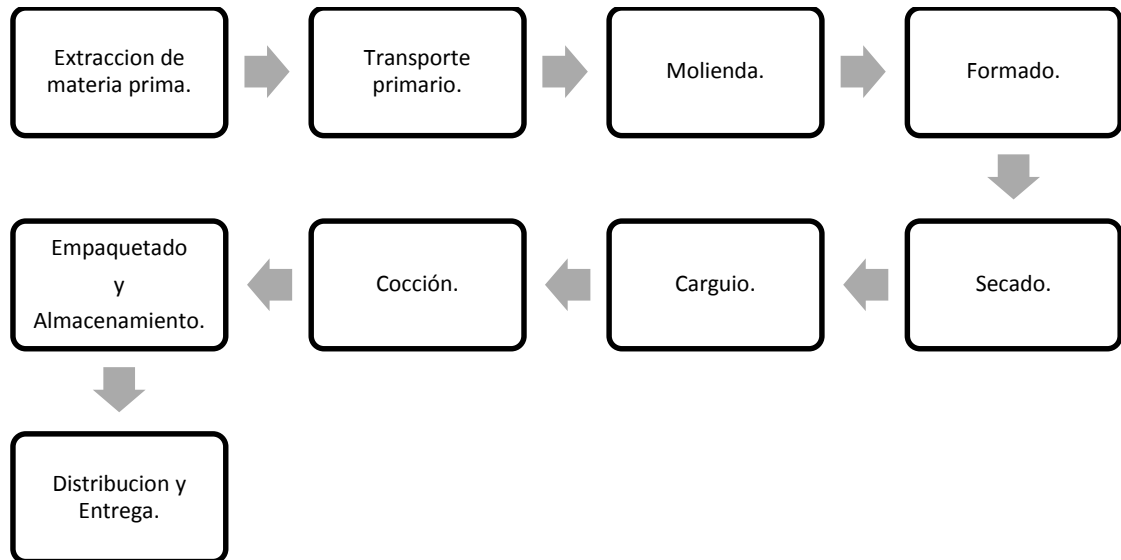 Extraccion de
materia prima.
Transporte
primario.
Molienda.
Formado.
Secado.
Carguio.
Cocción.
Empaquetado
y
Almacenamiento.
Distribucion y
Entrega.